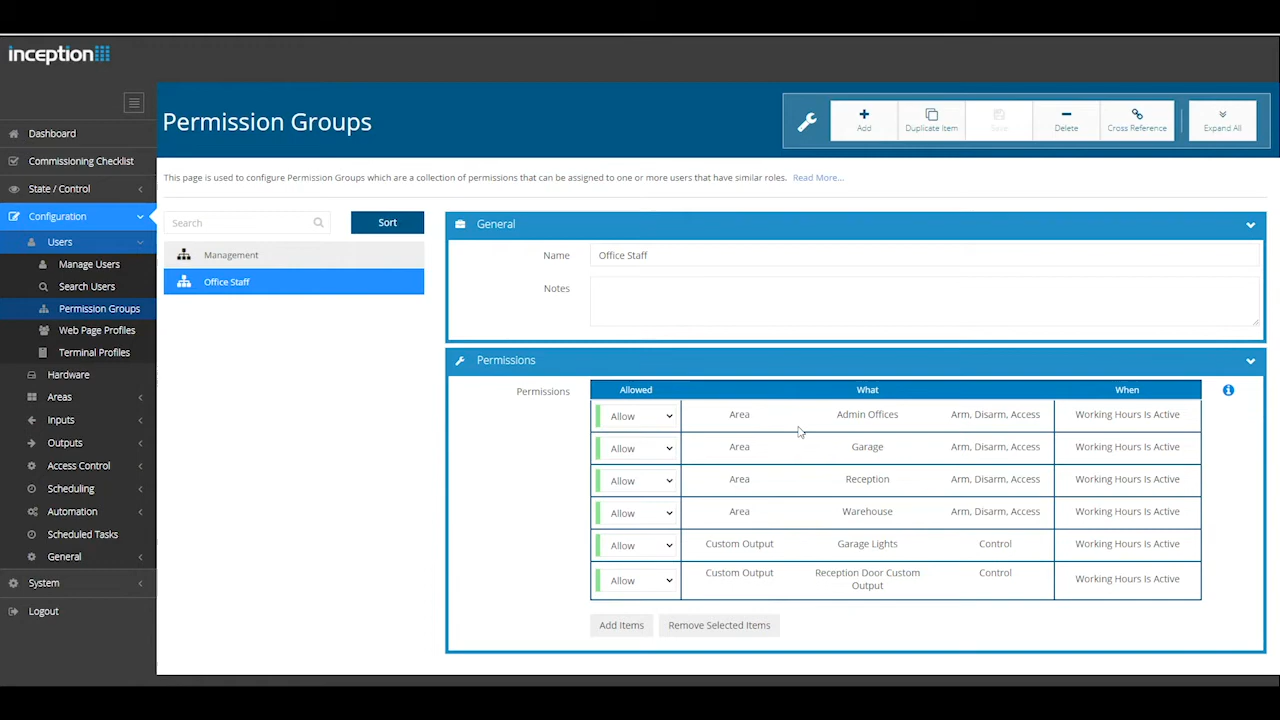 inception
Permission Groups
Add
Duplicate Item
Save
Delete
Cross Reference
Expand All
Dashboard
Commissioning Checklist
State / Control
Configuration
Users
Manage Users
Search Users
Permission Groups
Web Page Profiles
Terminal Profiles
Hardware
Areas
Inputs
Outputs
Access Control
Scheduling
Automation
Scheduled Tasks
General
System
Logout
This page is used to configure Permission Groups which are a collection of permissions that can be assigned to one or more users that have similar roles. Read More...
Search
Sort
Management
Office Staff
General
Name Office Staff
Notes
Permissions
Permissions
Allowed What When
Allow Area Admin Offices Arm, Disarm, Access Working Hours Is Active
Allow Area Garage Arm, Disarm, Access Working Hours Is Active
Allow Area Reception Arm, Disarm, Access Working Hours Is Active
Allow Area Warehouse Arm, Disarm, Access Working Hours Is Active
Allow Custom Output Garage Lights Control Working Hours Is Active
Allow Custom Output Reception Door Custom Control Working Hours Is Active
Output
Add Items Remove Selected Items